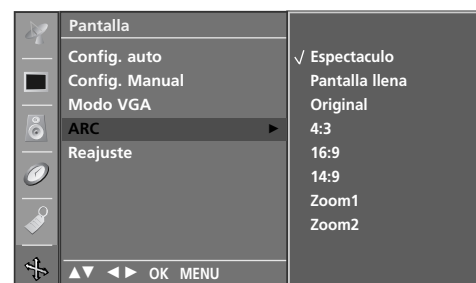 Pantalla
Config. auto
Config. Manual
Modo VGA
ARC ►
Reajuste
▲▼ ◄► OK MENU
√ Espectaculo
Pantalla llena
Original
4:3
16:9
14:9
Zoom1
Zoom2